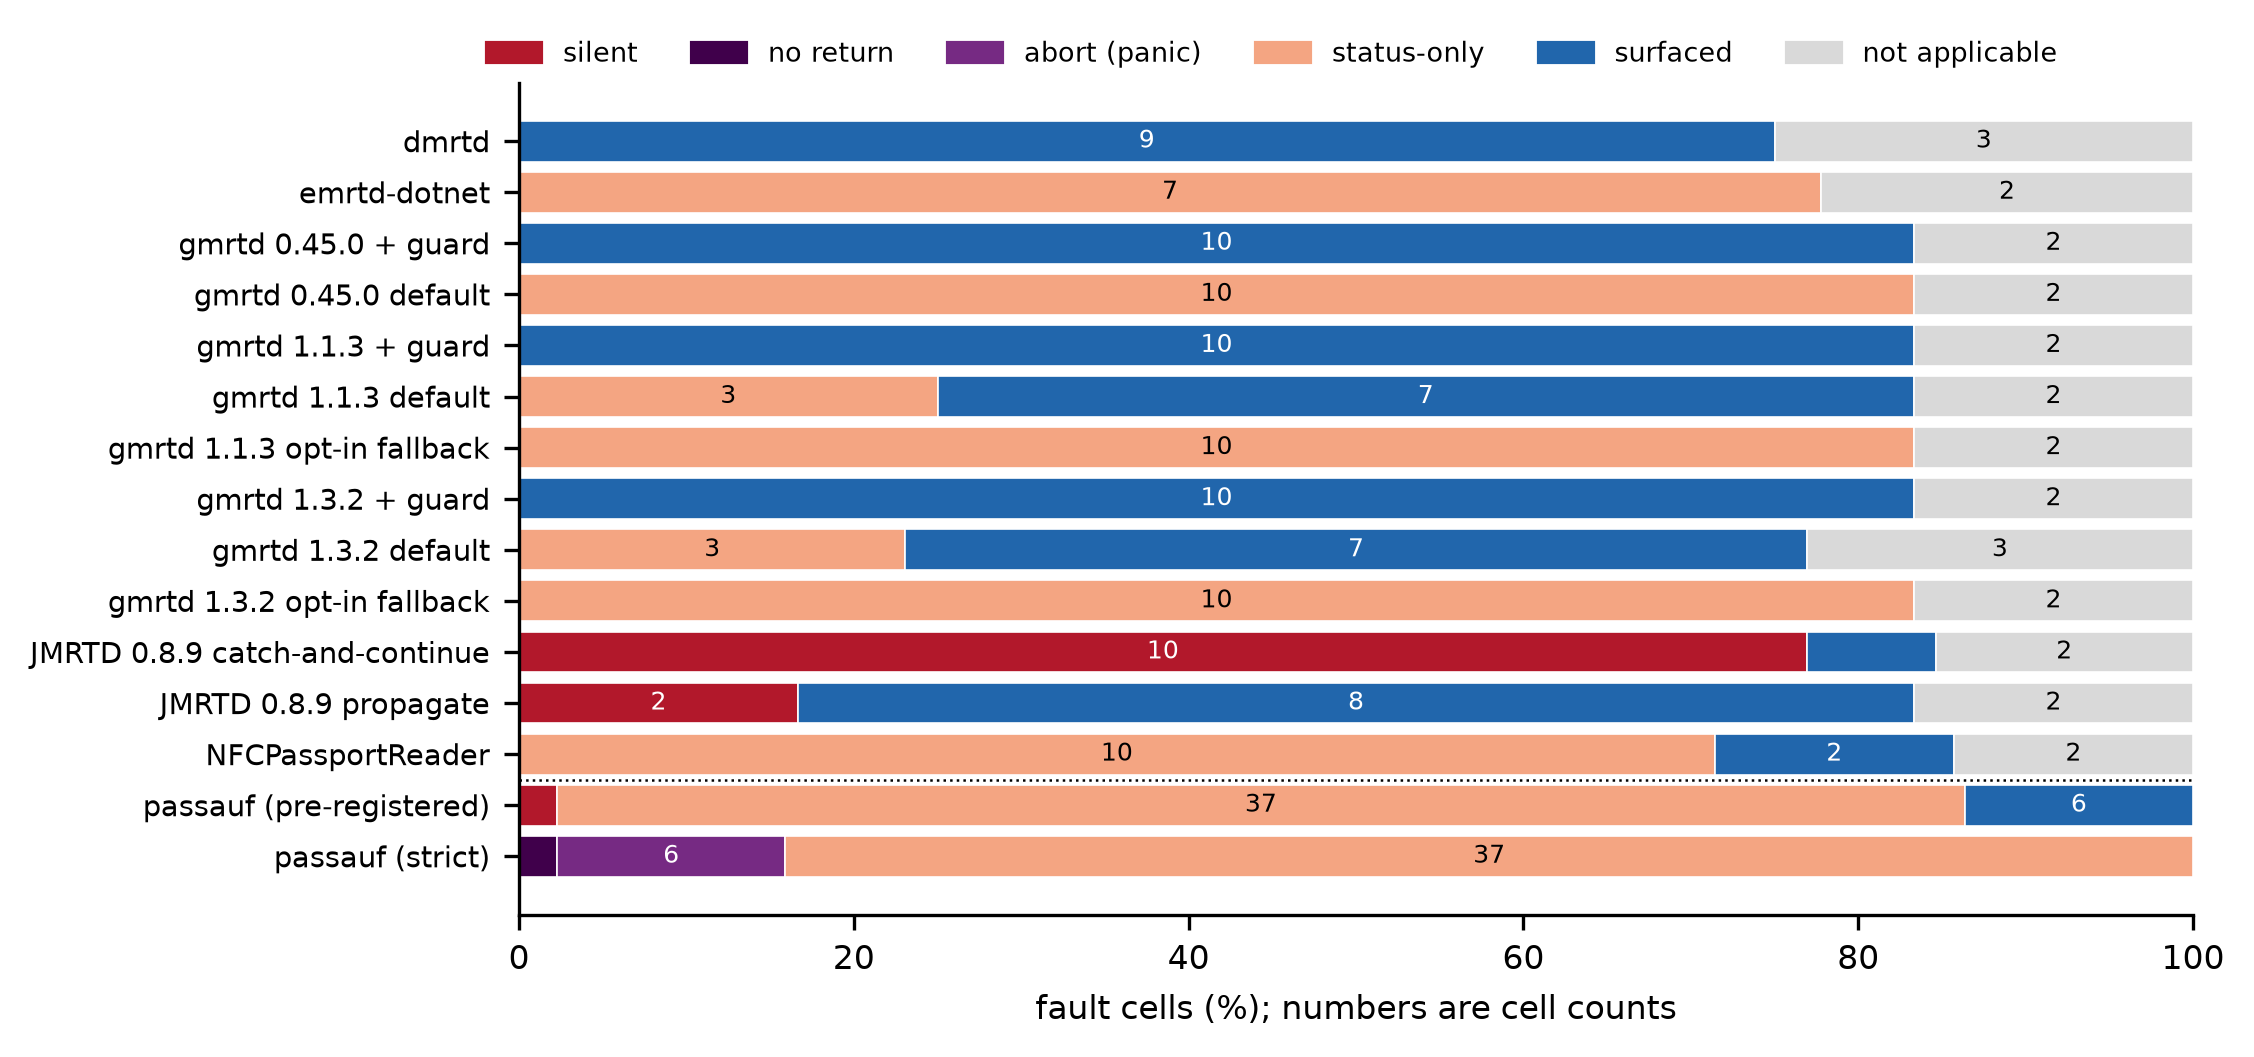 silent no return abort (panic) status-only surfaced not applicable
dmrtd 9 3
emrtd-dotnet 7 2
gmrtd 0.45.0 + guard 10 2
gmrtd 0.45.0 default 10 2
gmrtd 1.1.3 + guard 10 2
gmrtd 1.1.3 default 3 7 2
gmrtd 1.1.3 opt-in fallback 10 2
gmrtd 1.3.2 + guard 10 2
gmrtd 1.3.2 default 3 7 3
gmrtd 1.3.2 opt-in fallback 10 2
JMRTD 0.8.9 catch-and-continue 10 2
JMRTD 0.8.9 propagate 2 8 2
NFCPassportReader 10 2 2
passauf (pre-registered) 37 6
passauf (strict) 6 37
0 20 40 60 80 100
fault cells (%); numbers are cell counts